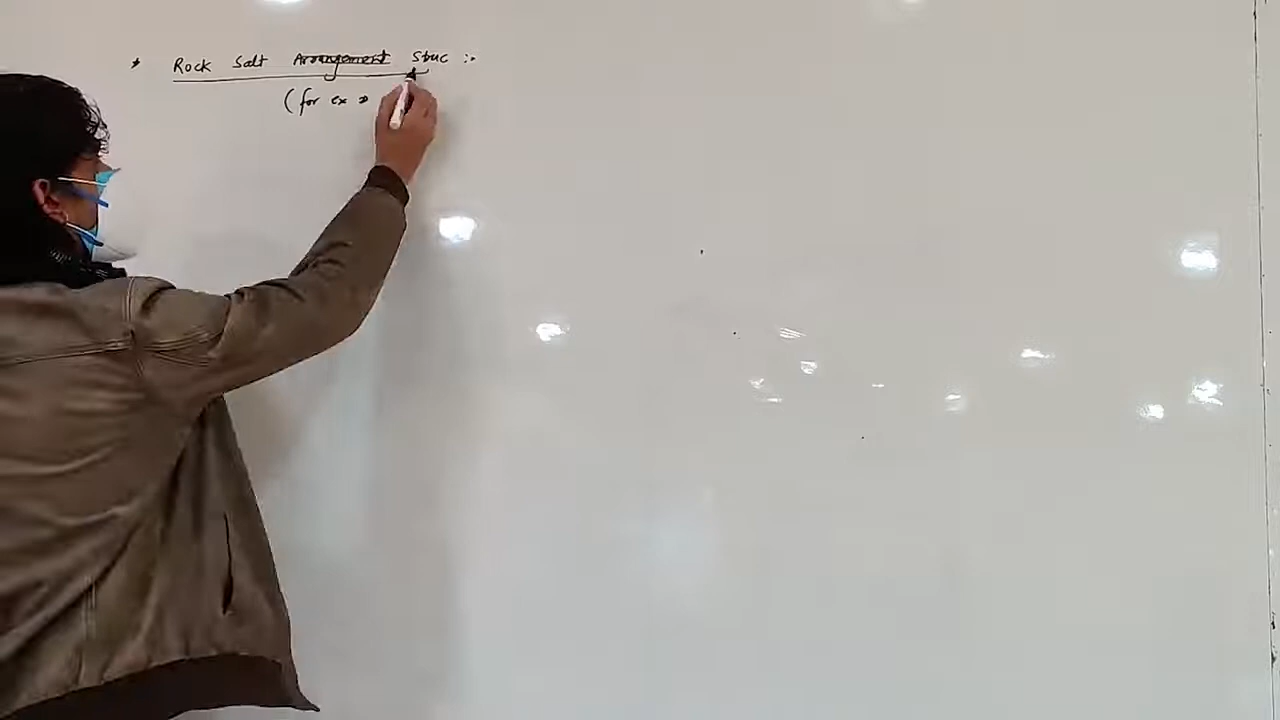 * Rock Salt Arrangement Struc :-
(for ex →